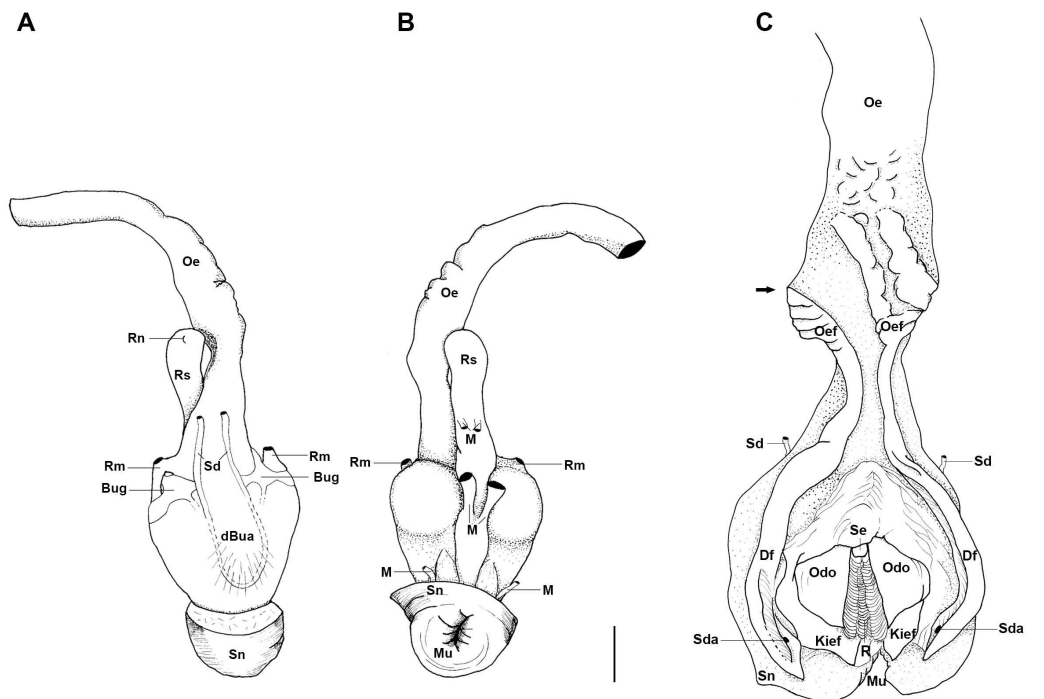 A
Oe
Rn
Rs
Rm
Sd
Rm
Bug
Bug
dBua
Sn
B
Oe
Rs
M
Rm
Rm
M
M
Sn
M
Mu
C
Oe
Oef
Oef
Sd
Sd
Se
Df
Odo
Odo
Df
Sda
Kief
Kief
Sda
R
Sn
Mu